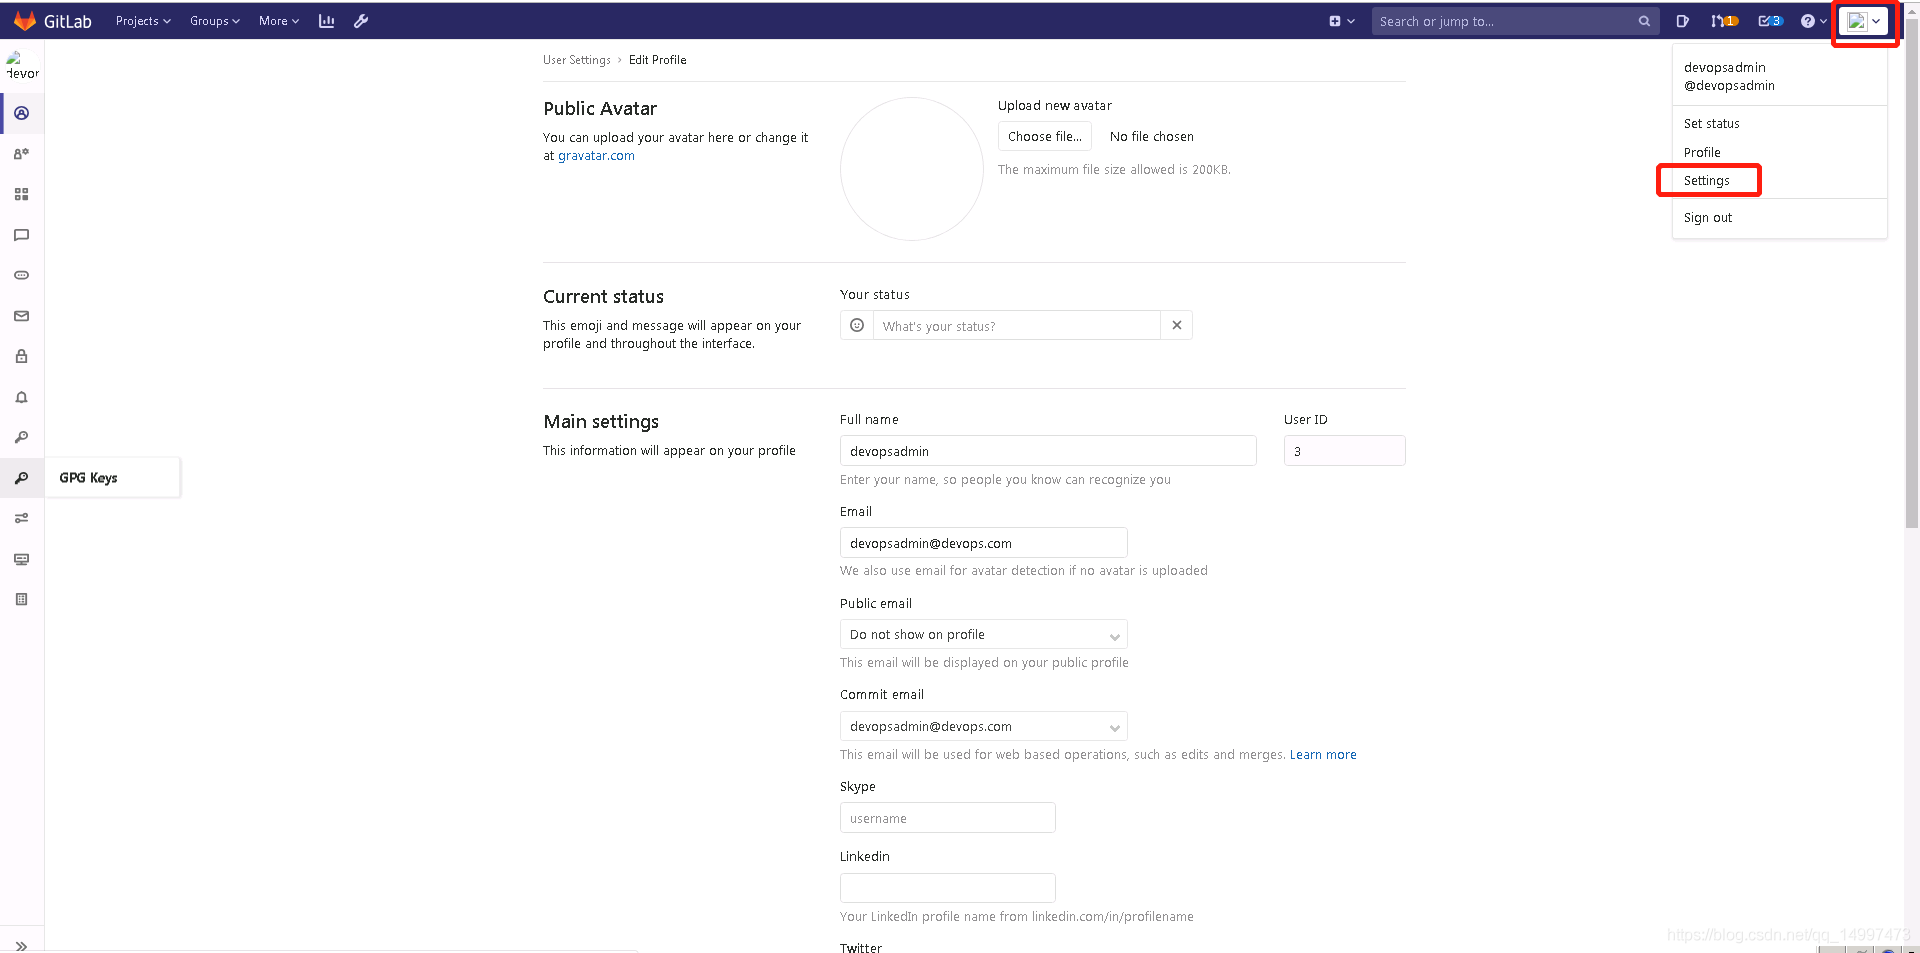 GitLab
Projects
Groups
More
Search or jump to...
1
3
devor
User Settings › Edit Profile
devopsadmin
@devopsadmin
Set status
Profile
Settings
Sign out
Public Avatar
You can upload your avatar here or change it
at gravatar.com
Upload new avatar
Choose file...
No file chosen
The maximum file size allowed is 200KB.
Current status
This emoji and message will appear on your
profile and throughout the interface.
Your status
What's your status?
Main settings
This information will appear on your profile
Full name
devopsadmin
Enter your name, so people you know can recognize you
User ID
3
GPG Keys
Email
devopsadmin@devops.com
We also use email for avatar detection if no avatar is uploaded
Public email
Do not show on profile
This email will be displayed on your public profile
Commit email
devopsadmin@devops.com
This email will be used for web based operations, such as edits and merges. Learn more
Skype
username
Linkedin
Your LinkedIn profile name from linkedin.com/in/profilename
Twitter
https://blog.csdn.net/qq_14997473